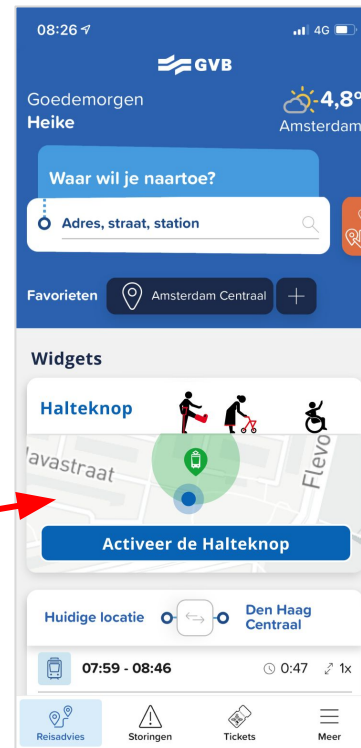 08:26
4G
GVB
Goedemorgen
Heike
-4,8°
Amsterdam
Waar wil je naartoe?
Adres, straat, station
Favorieten
Amsterdam Centraal
Widgets
Halteknop
Javastraat
Flevo
Activeer de Halteknop
Huidige locatie
Den Haag
Centraal
07:59 - 08:46
0:47
1x
Reisadvies
Storingen
Tickets
Meer